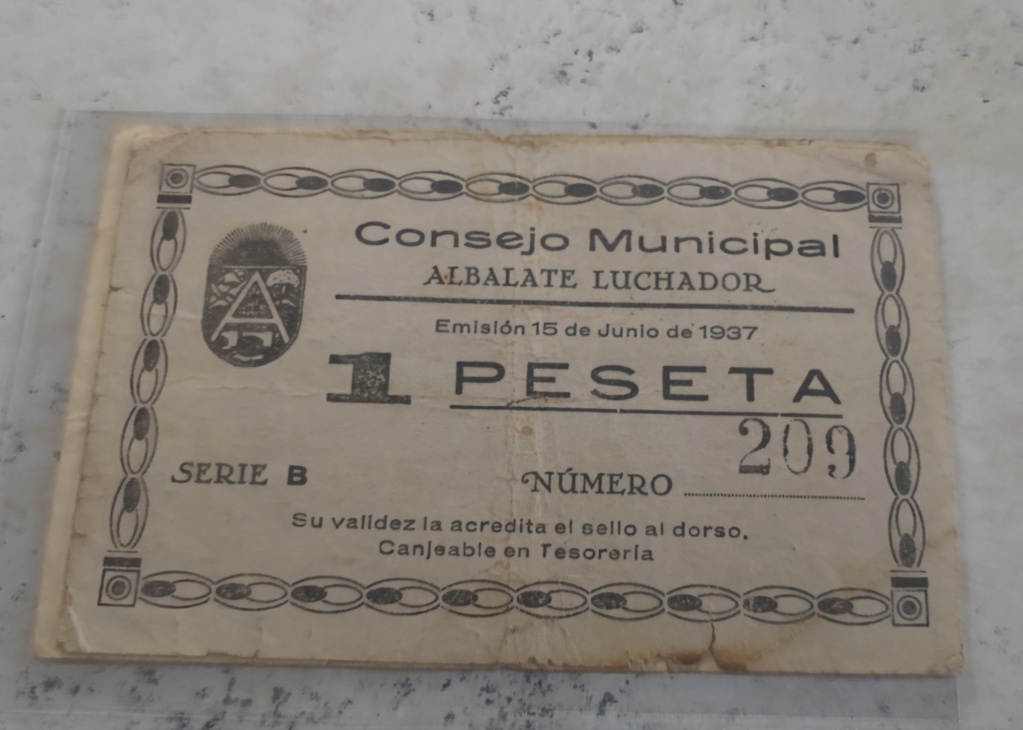 Consejo Municipal
ALBALATE LUCHADOR
Emisión 15 de Junio de 1937
1 PESETA
209
SERIE B NÚMERO
Su validez la acredita el sello al dorso.
Canjeable en Tesorería
A